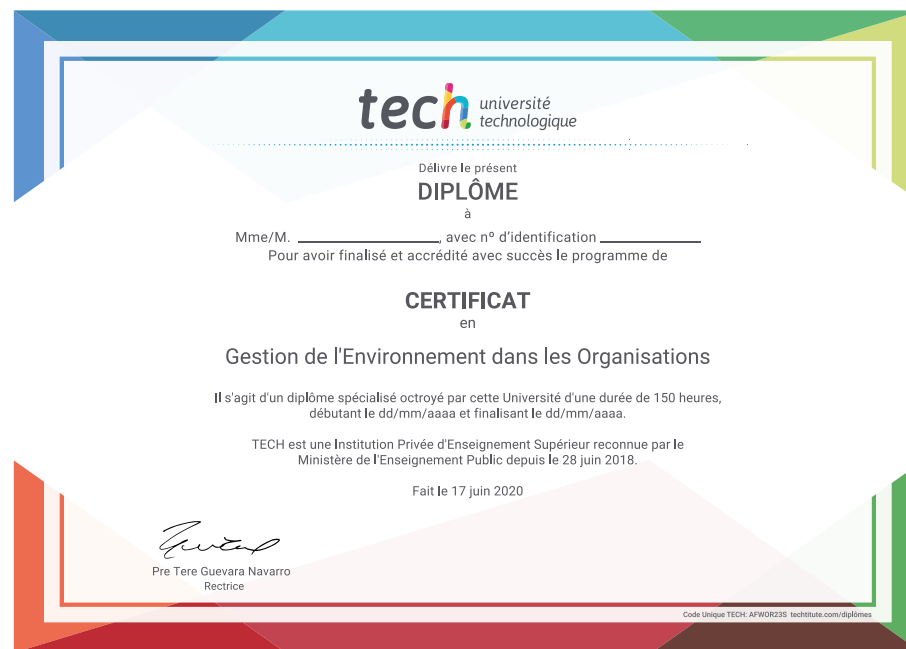 tech université
technologique
Délivre le présent
DIPLÔME
à
Mme/M. ____________________, avec nº d'identification ______________
Pour avoir finalisé et accrédité avec succès le programme de
CERTIFICAT
en
Gestion de l'Environnement dans les Organisations
Il s'agit d'un diplôme spécialisé octroyé par cette Université d'une durée de 150 heures,
débutant le dd/mm/aaaa et finalisant le dd/mm/aaaa.
TECH est une Institution Privée d'Enseignement Supérieur reconnue par le
Ministère de l'Enseignement Public depuis le 28 juin 2018.
Fait le 17 juin 2020
Pre Tere Guevara Navarro
Rectrice
Code Unique TECH: AFWOR23S techtitute.com/diplômes